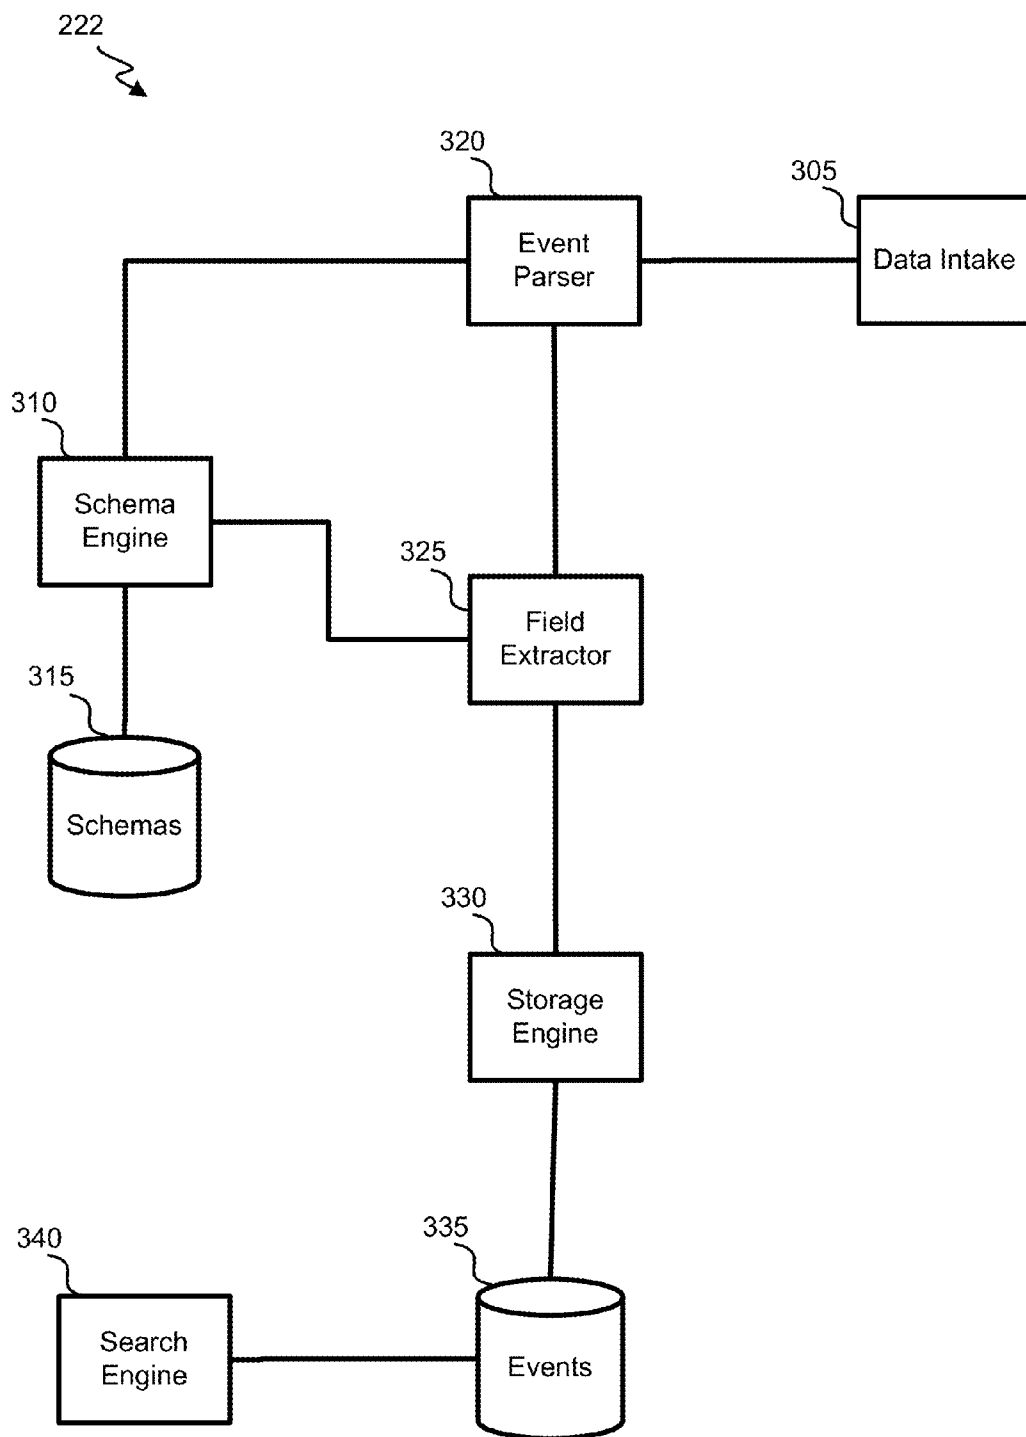 222
320
305
Event
Parser
Data Intake
310
Schema
Engine
325
Field
Extractor
315
Schemas
330
Storage
Engine
340
335
Search
Engine
Events